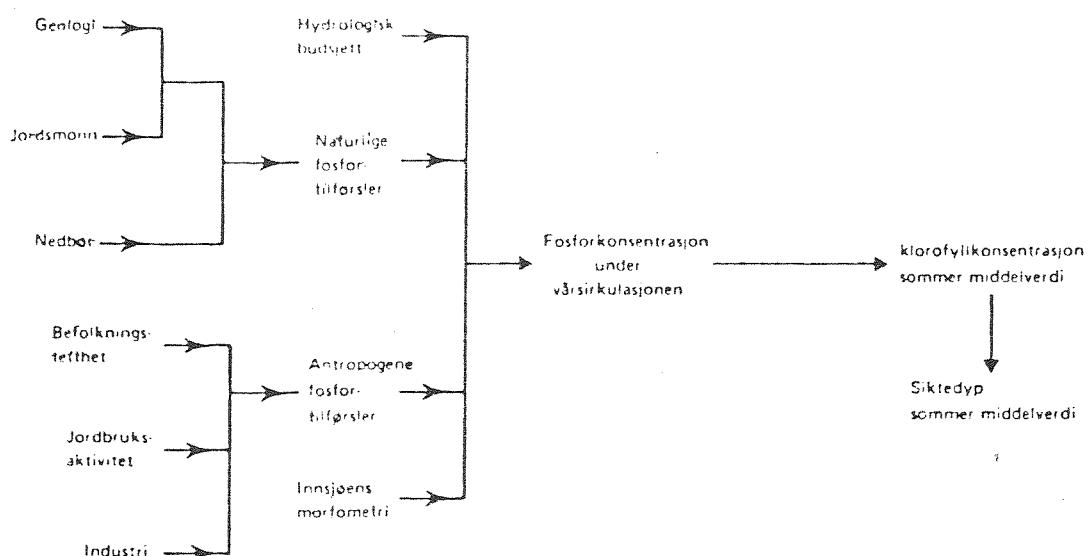 Geologi
Jordsmonn
Nedbør
Befolknings-
tetthet
Jordbruks-
aktivitet
Industri
Hydrologisk
budsjett
Naturlige
fosfor-
tilførsler
Antropogene
fosfor-
tilførsler
Innsjøens
morfometri
Fosforkonsentrasjon
under
vårsirkulasjonen
klorofyllkonsentrasjon
sommer middelverdi
Siktedyp
sommer middelverdi